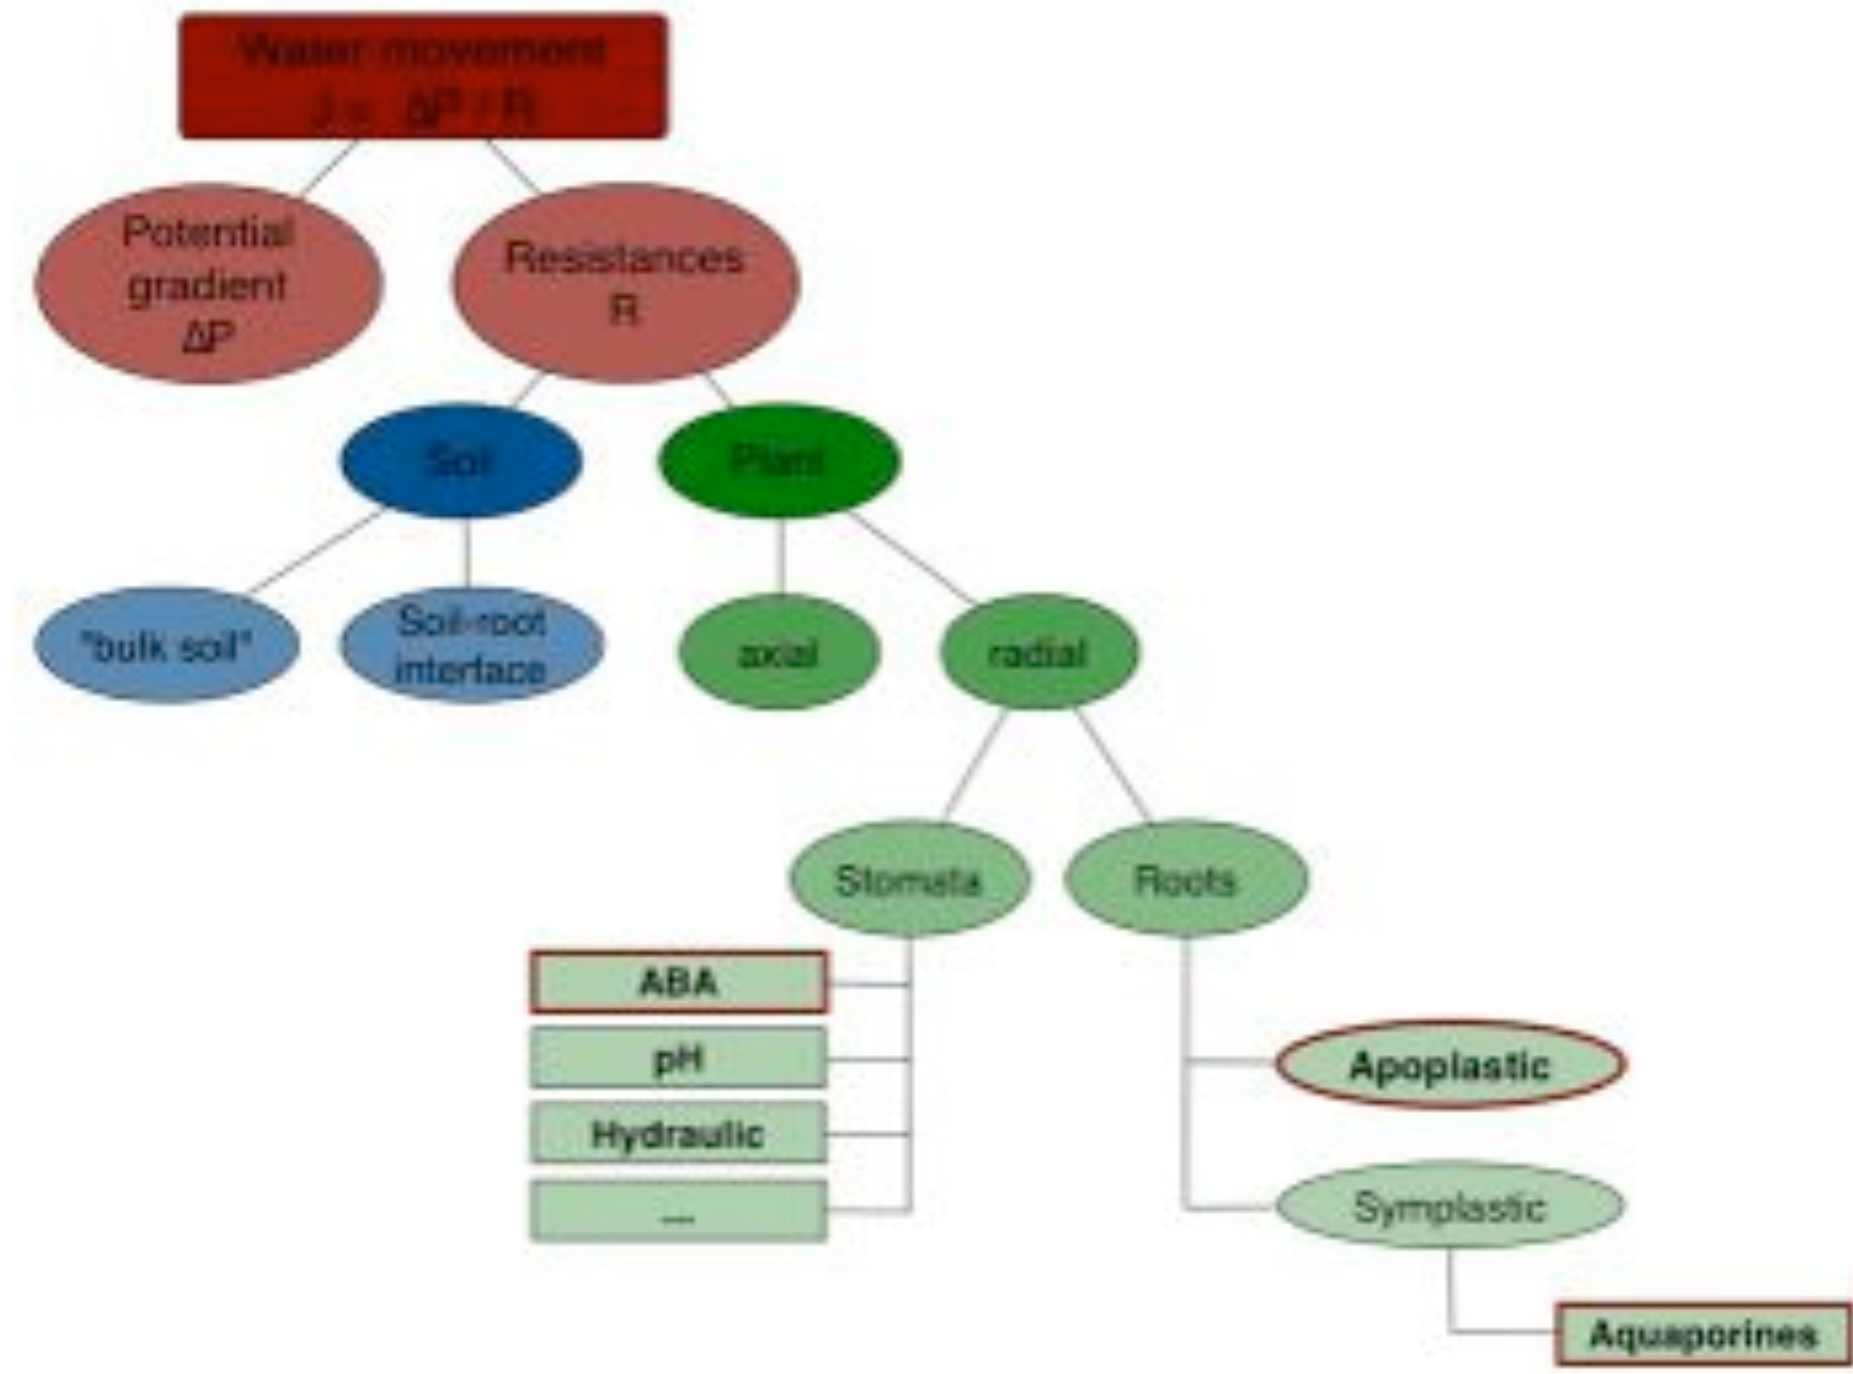 Water movement
J = ΔP / R
Potential
gradient
ΔP
Resistances
R
Soil
Plant
"bulk soil"
Soil-root
interface
axial
radial
Stomata
Roots
ABA
pH
Hydraulic
...
Apoplastic
Symplastic
Aquaporines